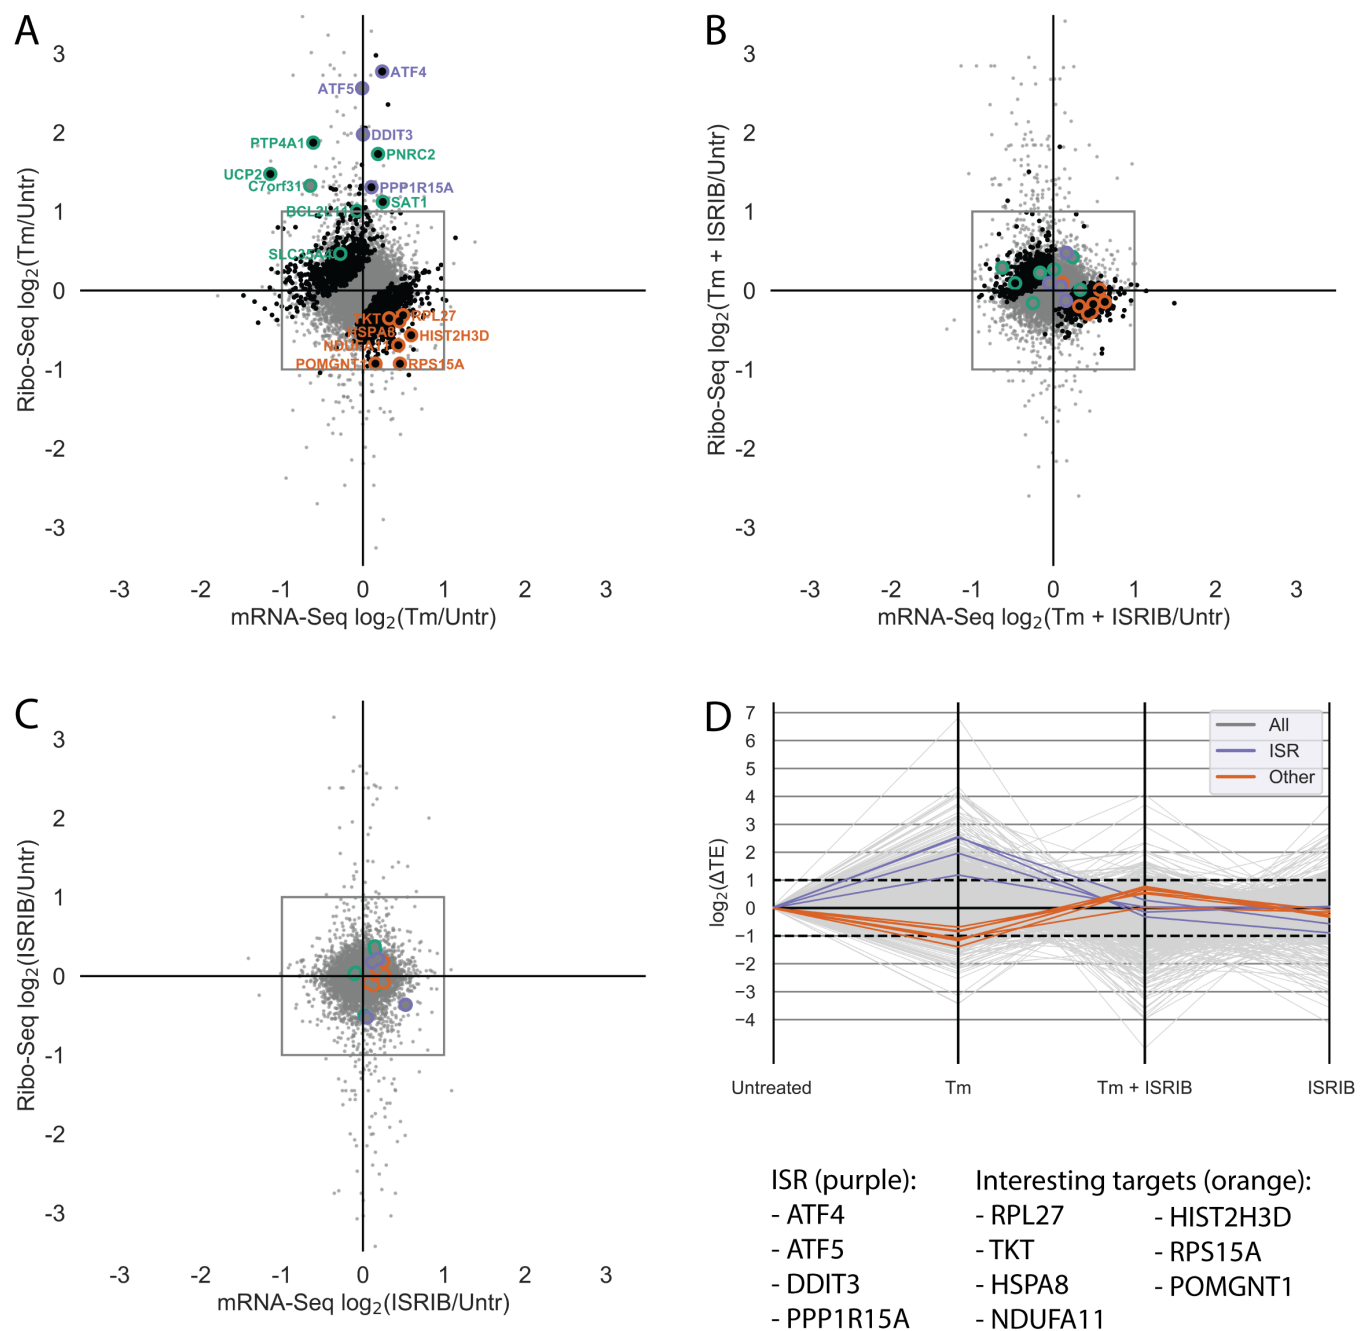 A
3
2
1
0
-1
-2
-3
-3 -2 -1 0 1 2 3
Ribo-Seq log2(Tm/Untr)
mRNA-Seq log2(Tm/Untr)
ATF4
ATF5
DDIT3
PTP4A1
PNRC2
UCP2
C7orf31
PPP1R15A
SAT1
BCL2L11
SLC35A4
TKT
RPL27
HSPA8
HIST2H3D
NDUFA11
POMGNT1
RPS15A
B
3
2
1
0
-1
-2
-3
-3 -2 -1 0 1 2 3
Ribo-Seq log2(Tm + ISRIB/Untr)
mRNA-Seq log2(Tm + ISRIB/Untr)
C
3
2
1
0
-1
-2
-3
-3 -2 -1 0 1 2 3
Ribo-Seq log2(ISRIB/Untr)
mRNA-Seq log2(ISRIB/Untr)
D
7
6
5
4
3
2
1
0
−1
−2
−3
−4
log2(ΔTE)
All
ISR
Other
Untreated Tm Tm + ISRIB ISRIB
ISR (purple):
- ATF4
- ATF5
- DDIT3
- PPP1R15A
Interesting targets (orange):
- RPL27
- TKT
- HSPA8
- NDUFA11
- HIST2H3D
- RPS15A
- POMGNT1